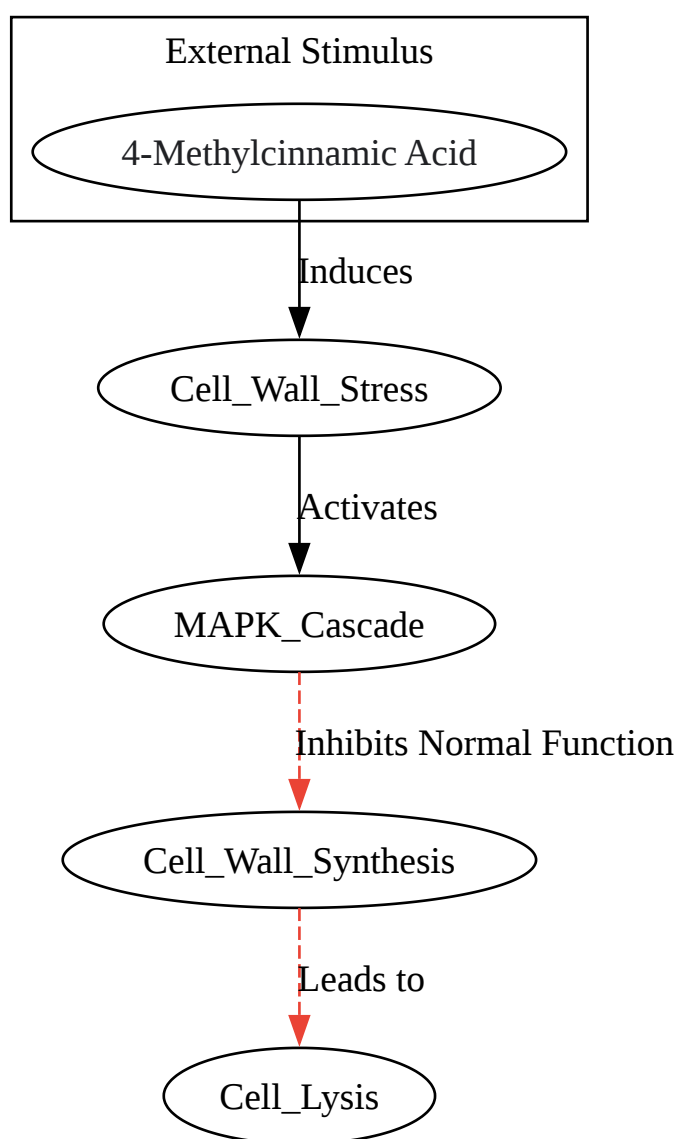 External Stimulus
4-Methylcinnamic Acid
Induces
Cell_Wall_Stress
Activates
MAPK_Cascade
Inhibits Normal Function
Cell_Wall_Synthesis
Leads to
Cell_Lysis